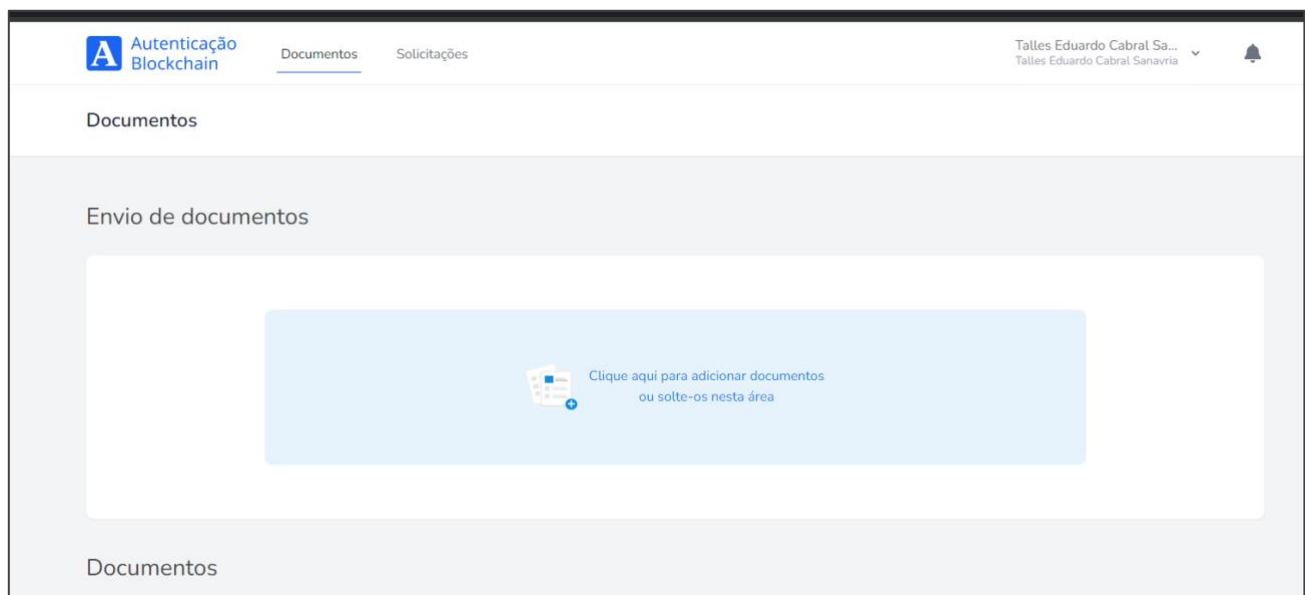 A Autenticação
Blockchain
Documentos
Solicitações
Talles Eduardo Cabral Sa...
Talles Eduardo Cabral Sanavria
Documentos
Envio de documentos
Clique aqui para adicionar documentos
ou solte-os nesta área
Documentos